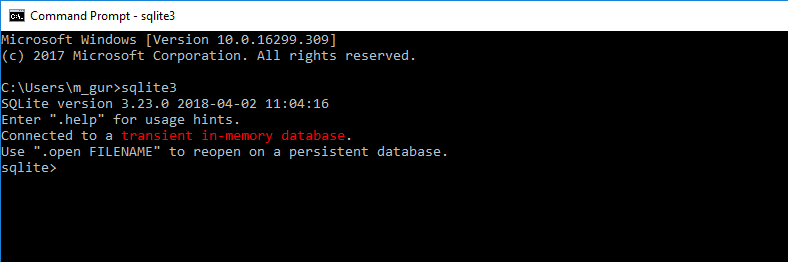 Command Prompt - sqlite3
Microsoft Windows [Version 10.0.16299.309]
(c) 2017 Microsoft Corporation. All rights reserved.
C:\Users\m_gur>sqlite3
SQLite version 3.23.0 2018-04-02 11:04:16
Enter ".help" for usage hints.
Connected to a transient in-memory database.
Use ".open FILENAME" to reopen on a persistent database.
sqlite>